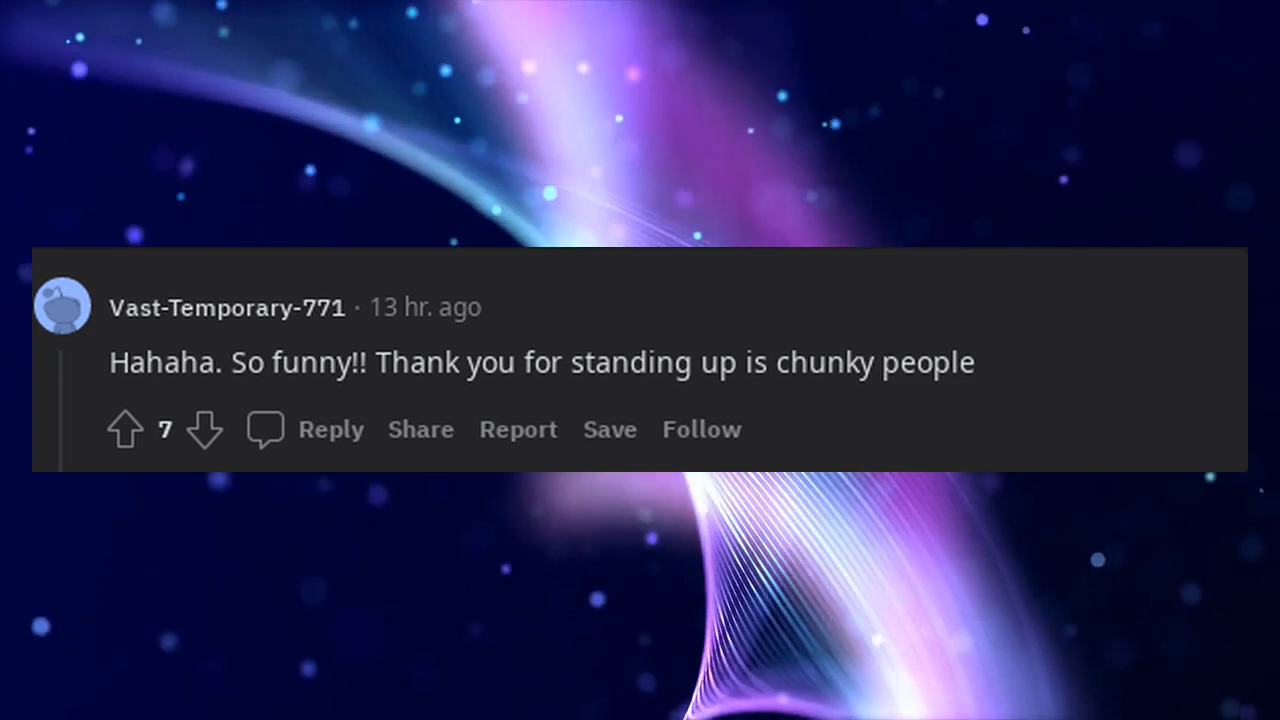 Vast-Temporary-771 · 13 hr. ago
Hahaha. So funny!! Thank you for standing up is chunky people
7 Reply Share Report Save Follow